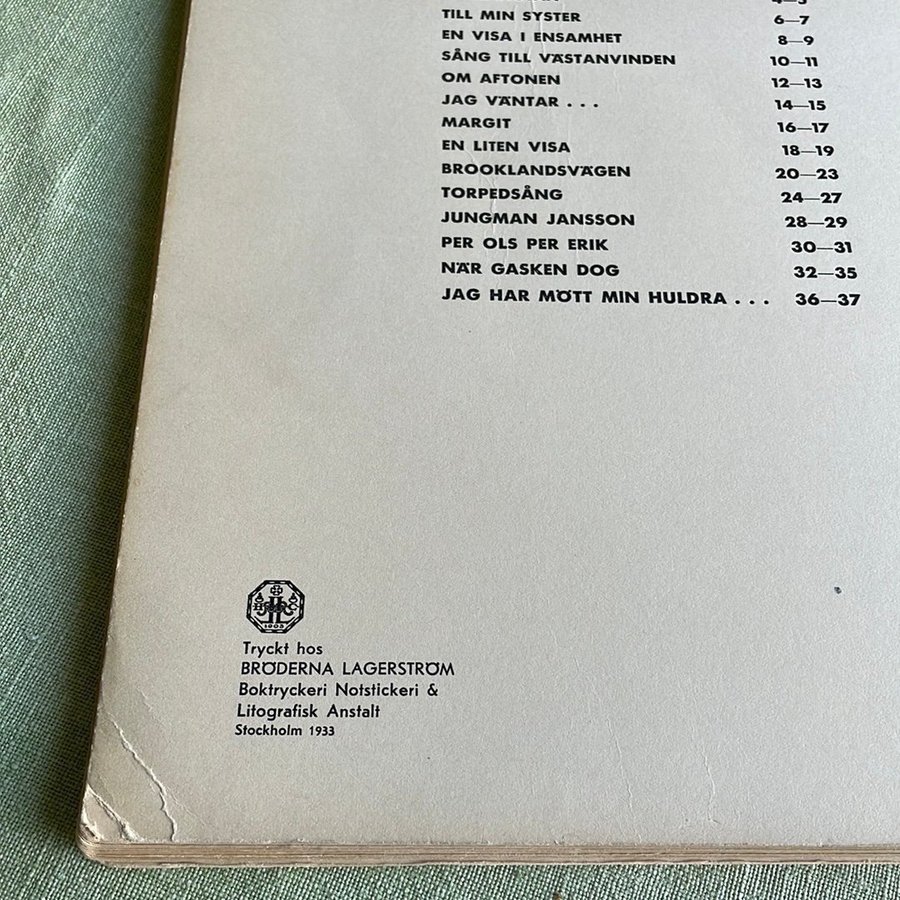 TILL MIN SYSTER 6—7
EN VISA I ENSAMHET 8—9
SÅNG TILL VÄSTANVINDEN 10—11
OM AFTONEN 12—13
JAG VÄNTAR . . . 14—15
MARGIT 16—17
EN LITEN VISA 18—19
BROOKLANDSVÄGEN 20—23
TORPEDSÅNG 24—27
JUNGMAN JANSSON 28—29
PER OLS PER ERIK 30—31
NÄR GASKEN DOG 32—35
JAG HAR MÖTT MIN HULDRA . . . 36—37
1903
Tryckt hos
BRÖDERNA LAGERSTRÖM
Boktryckeri Notstickeri &
Litografisk Anstalt
Stockholm 1933